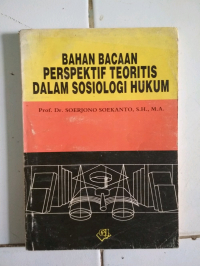 BAHAN BACAAN
PERSPEKTIF TEORITIS
DALAM SOSIOLOGI HUKUM
Prof. Dr. SOERJONO SOEKANTO, S.H., M.A.